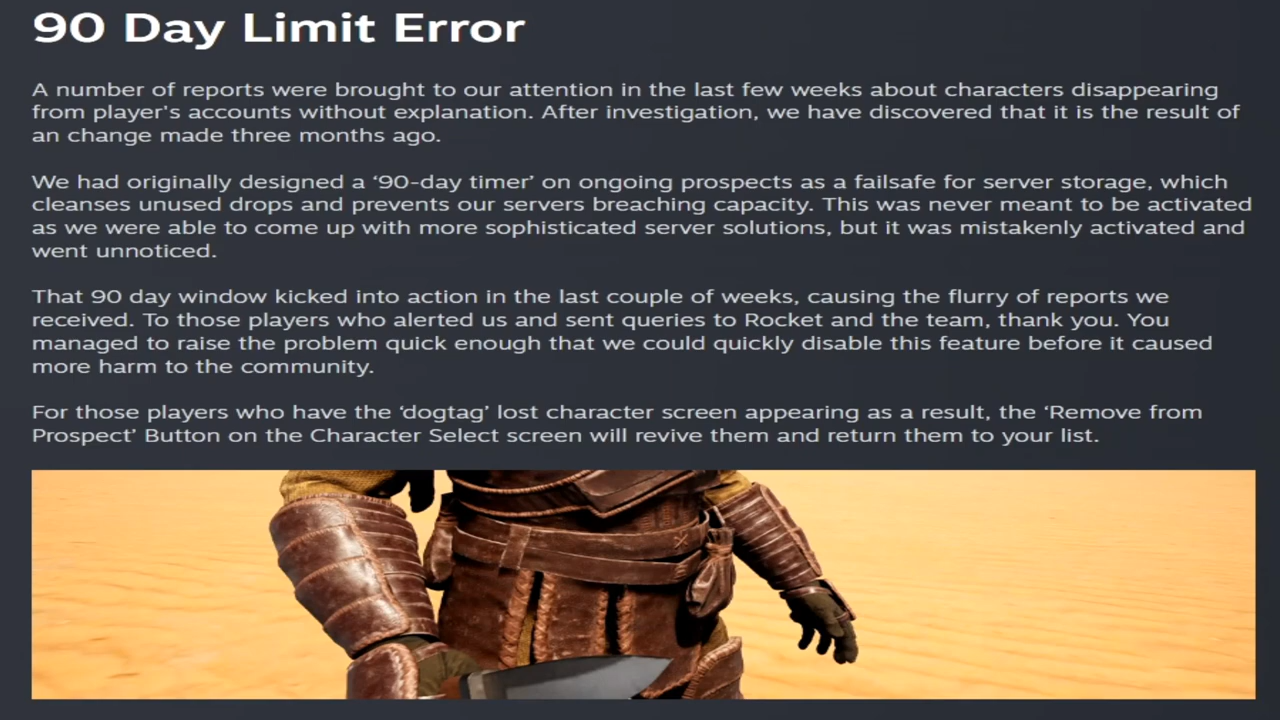 90 Day Limit Error
A number of reports were brought to our attention in the last few weeks about characters disappearing
from player's accounts without explanation. After investigation, we have discovered that it is the result of
an change made three months ago.
We had originally designed a ‘90-day timer’ on ongoing prospects as a failsafe for server storage, which
cleanses unused drops and prevents our servers breaching capacity. This was never meant to be activated
as we were able to come up with more sophisticated server solutions, but it was mistakenly activated and
went unnoticed.
That 90 day window kicked into action in the last couple of weeks, causing the flurry of reports we
received. To those players who alerted us and sent queries to Rocket and the team, thank you. You
managed to raise the problem quick enough that we could quickly disable this feature before it caused
more harm to the community.
For those players who have the ‘dogtag’ lost character screen appearing as a result, the ‘Remove from
Prospect’ Button on the Character Select screen will revive them and return them to your list.